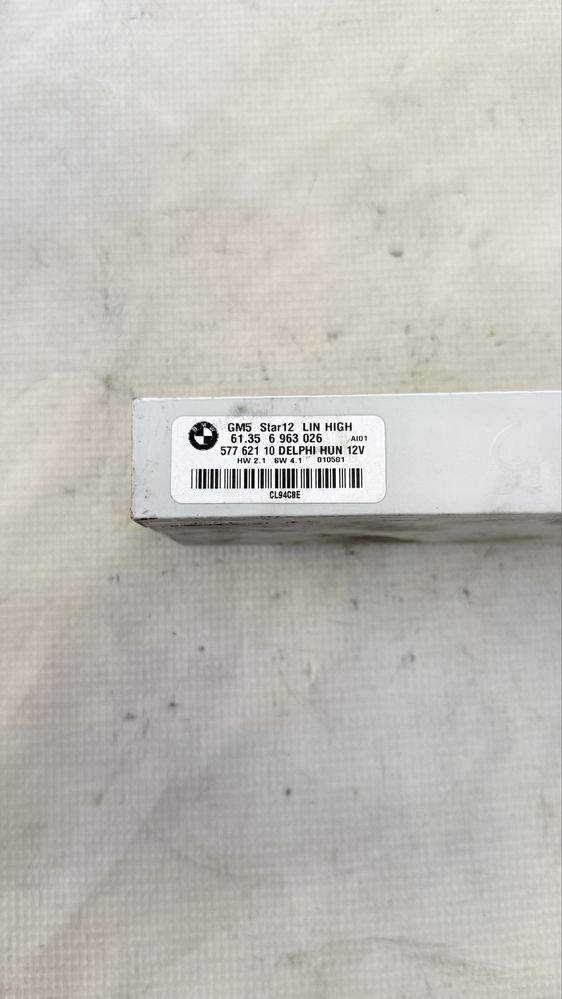 GM5 Star12 LIN HIGH
61.35 6 963 026 AI01
577 621 10 DELPHI HUN 12V
HW 2.1 SW 4.1 010501
CL94C8E